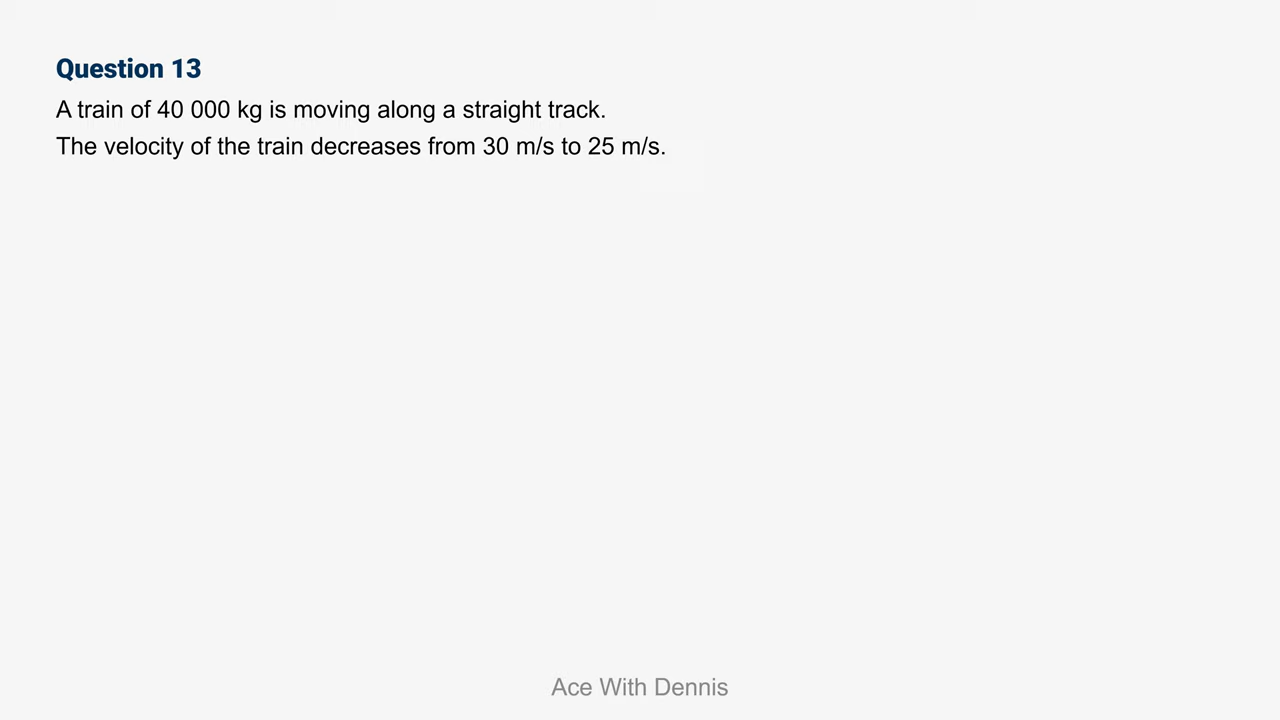 Question 13
A train of 40 000 kg is moving along a straight track.
The velocity of the train decreases from 30 m/s to 25 m/s.
Ace With Dennis